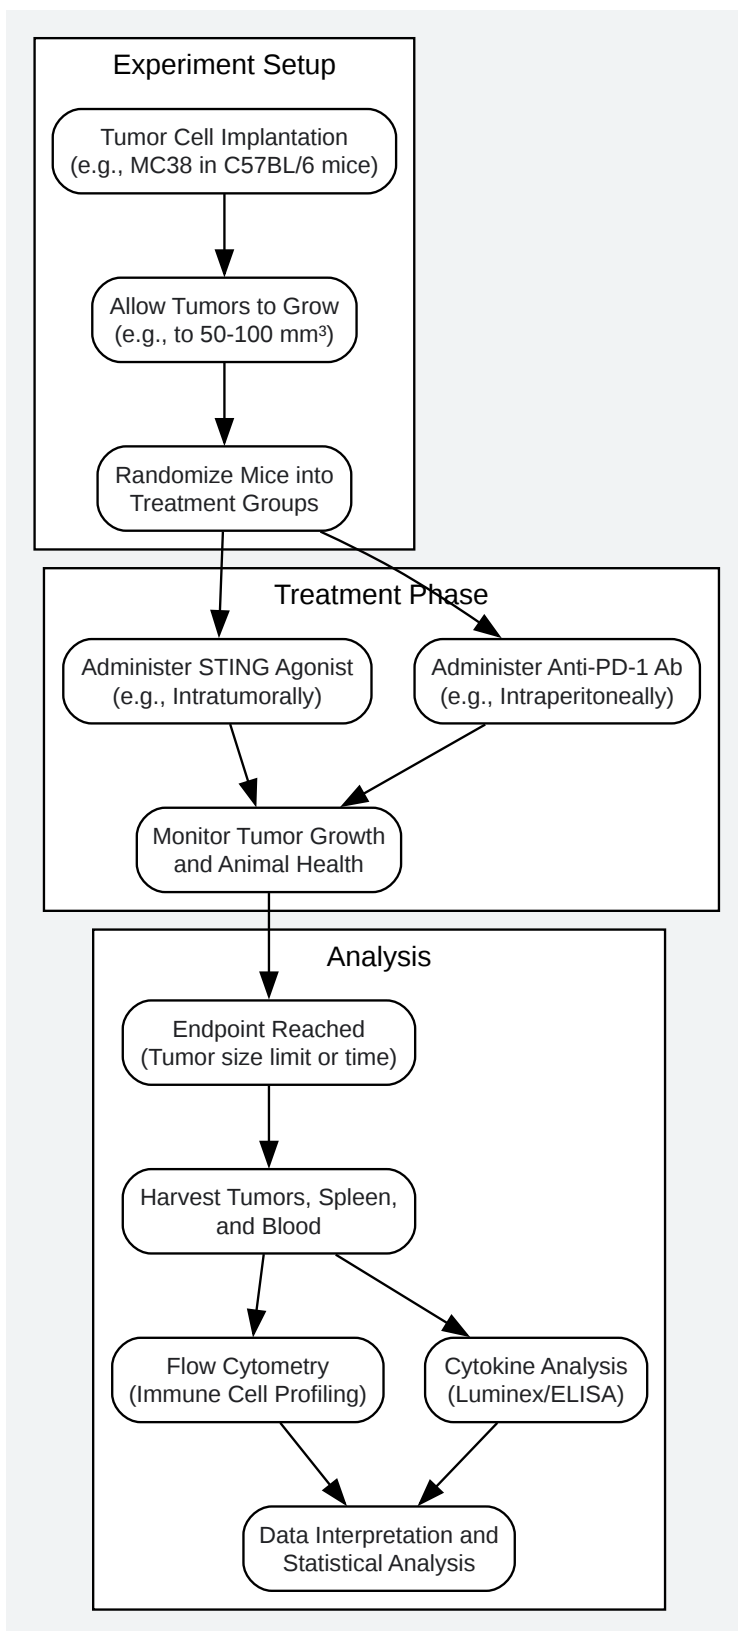 Experiment Setup
Tumor Cell Implantation
(e.g., MC38 in C57BL/6 mice)
Allow Tumors to Grow
(e.g., to 50-100 mm³)
Randomize Mice into
Treatment Groups
Treatment Phase
Administer STING Agonist
(e.g., Intratumorally)
Administer Anti-PD-1 Ab
(e.g., Intraperitoneally)
Monitor Tumor Growth
and Animal Health
Analysis
Endpoint Reached
(Tumor size limit or time)
Harvest Tumors, Spleen,
and Blood
Flow Cytometry
(Immune Cell Profiling)
Cytokine Analysis
(Luminex/ELISA)
Data Interpretation and
Statistical Analysis